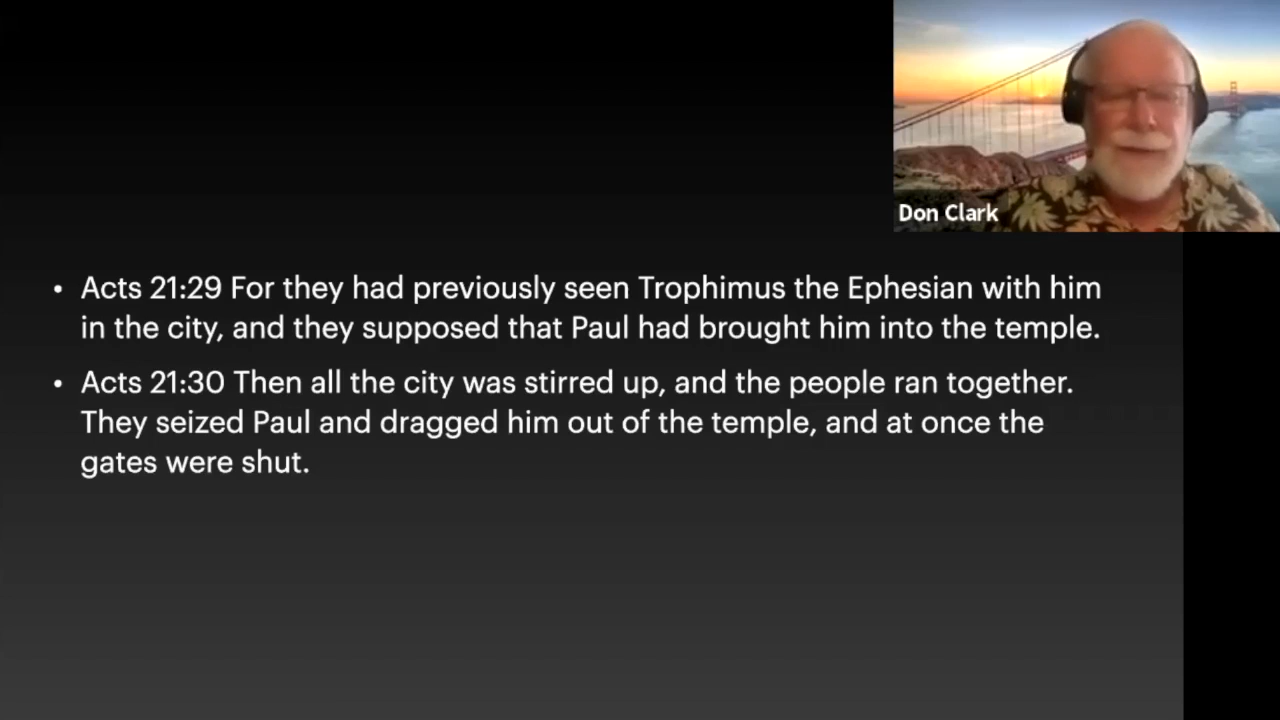 Don Clark
• Acts 21:29 For they had previously seen Trophimus the Ephesian with him
in the city, and they supposed that Paul had brought him into the temple.
• Acts 21:30 Then all the city was stirred up, and the people ran together.
They seized Paul and dragged him out of the temple, and at once the
gates were shut.